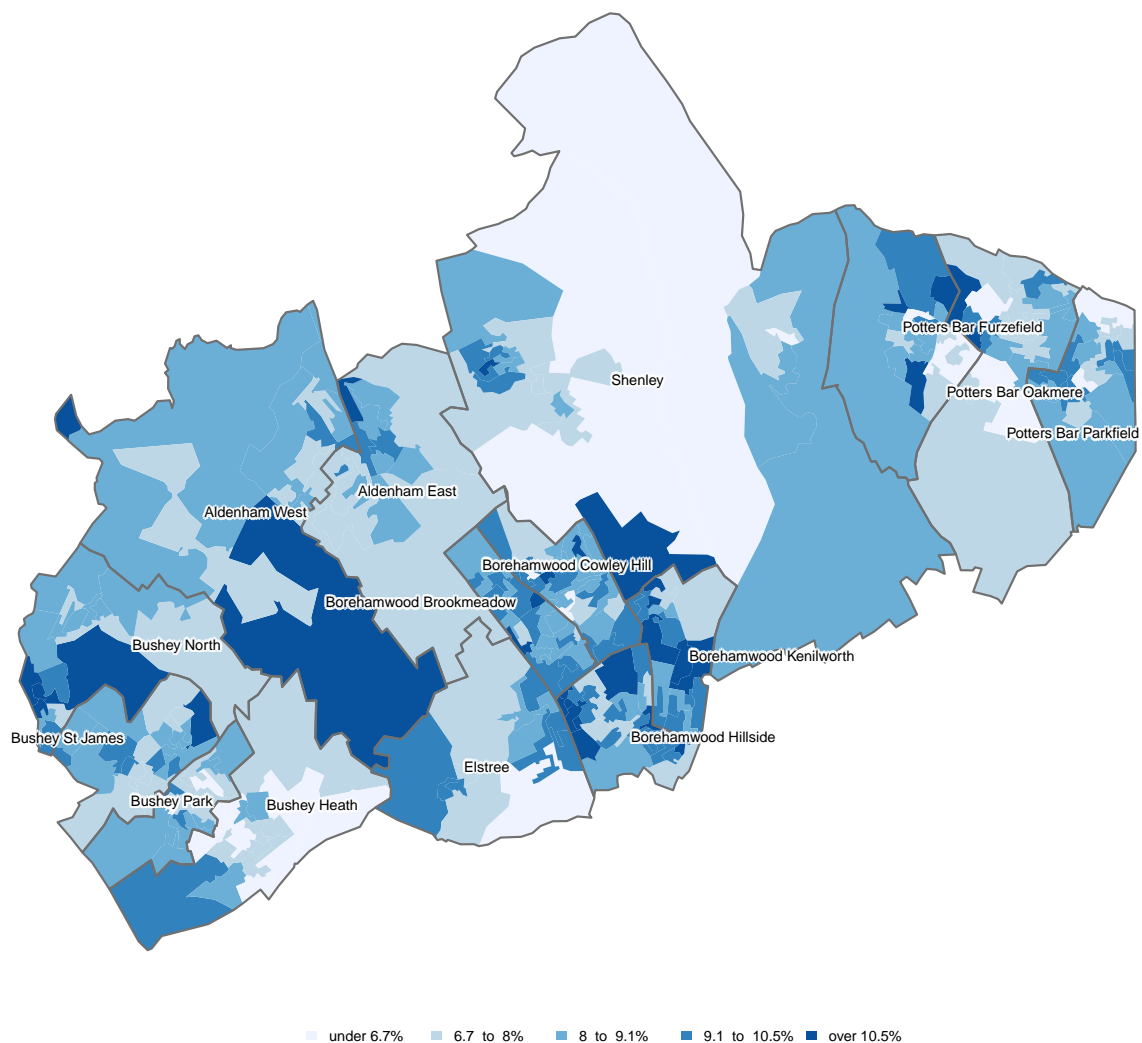 Potters Bar Furzefield
Shenley
Potters Bar Oakmere
Potters Bar Parkfield
Aldenham East
Aldenham West
Borehamwood Cowley Hill
Borehamwood Brookmeadow
Bushey North
Borehamwood Kenilworth
Bushey St James
Borehamwood Hillside
Elstree
Bushey Park
Bushey Heath
under 6.7% 6.7 to 8% 8 to 9.1% 9.1 to 10.5% over 10.5%